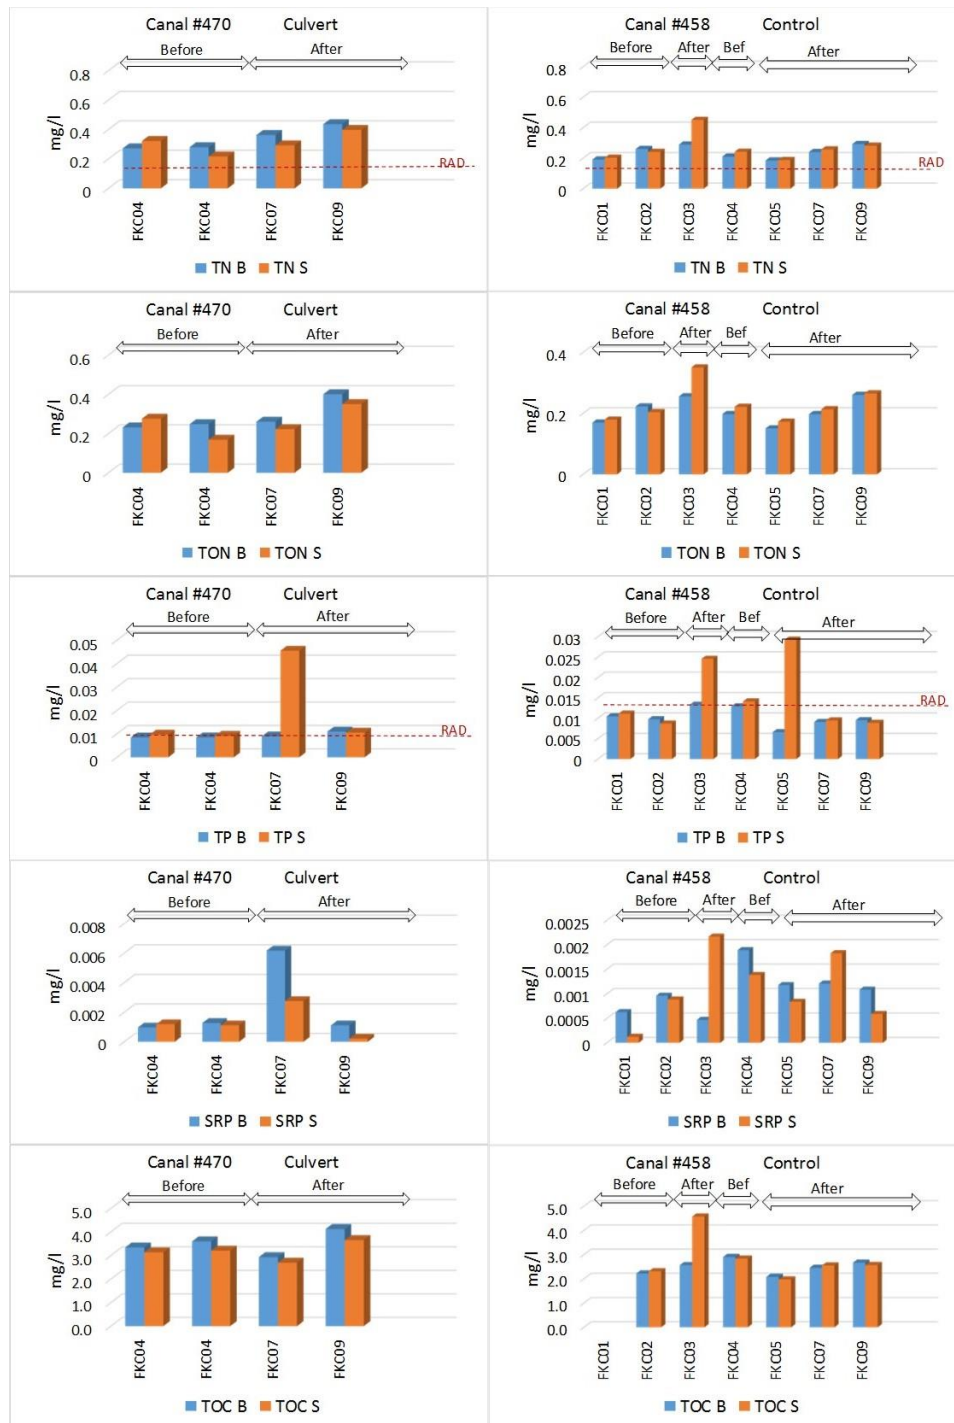 Canal #470 Culvert
Before After
0.8
0.6
0.4
0.2
0
mg/l
RAD
FKC04 FKC04 FKC07 FKC09
TN B TN S
Canal #458 Control
Before After Bef After
0.8
0.6
0.4
0.2
0
mg/l
RAD
FKC01 FKC02 FKC03 FKC04 FKC05 FKC07 FKC09
TN B TN S
Canal #470 Culvert
Before After
0.6
0.4
0.2
0
mg/l
FKC04 FKC04 FKC07 FKC09
TON B TON S
Canal #458 Control
Before After Bef After
0.4
0.2
0
mg/l
FKC01 FKC02 FKC03 FKC04 FKC05 FKC07 FKC09
TON B TON S
Canal #470 Culvert
Before After
0.05
0.04
0.03
0.02
0.01
0
mg/l
RAD
FKC04 FKC04 FKC07 FKC09
TP B TP S
Canal #458 Control
Before After Bef After
0.03
0.025
0.02
0.015
0.01
0.005
0
mg/l
RAD
FKC01 FKC02 FKC03 FKC04 FKC05 FKC07 FKC09
TP B TP S
Canal #470 Culvert
Before After
0.008
0.006
0.004
0.002
0
mg/l
FKC04 FKC04 FKC07 FKC09
SRP B SRP S
Canal #458 Control
Before After Bef After
0.0025
0.002
0.0015
0.001
0.0005
0
mg/l
FKC01 FKC02 FKC03 FKC04 FKC05 FKC07 FKC09
SRP B SRP S
Canal #470 Culvert
Before After
5.0
4.0
3.0
2.0
1.0
0.0
mg/l
FKC04 FKC04 FKC07 FKC09
TOC B TOC S
Canal #458 Control
Before After Bef After
5.0
4.0
3.0
2.0
1.0
0.0
mg/l
FKC01 FKC02 FKC03 FKC04 FKC05 FKC07 FKC09
TOC B TOC S